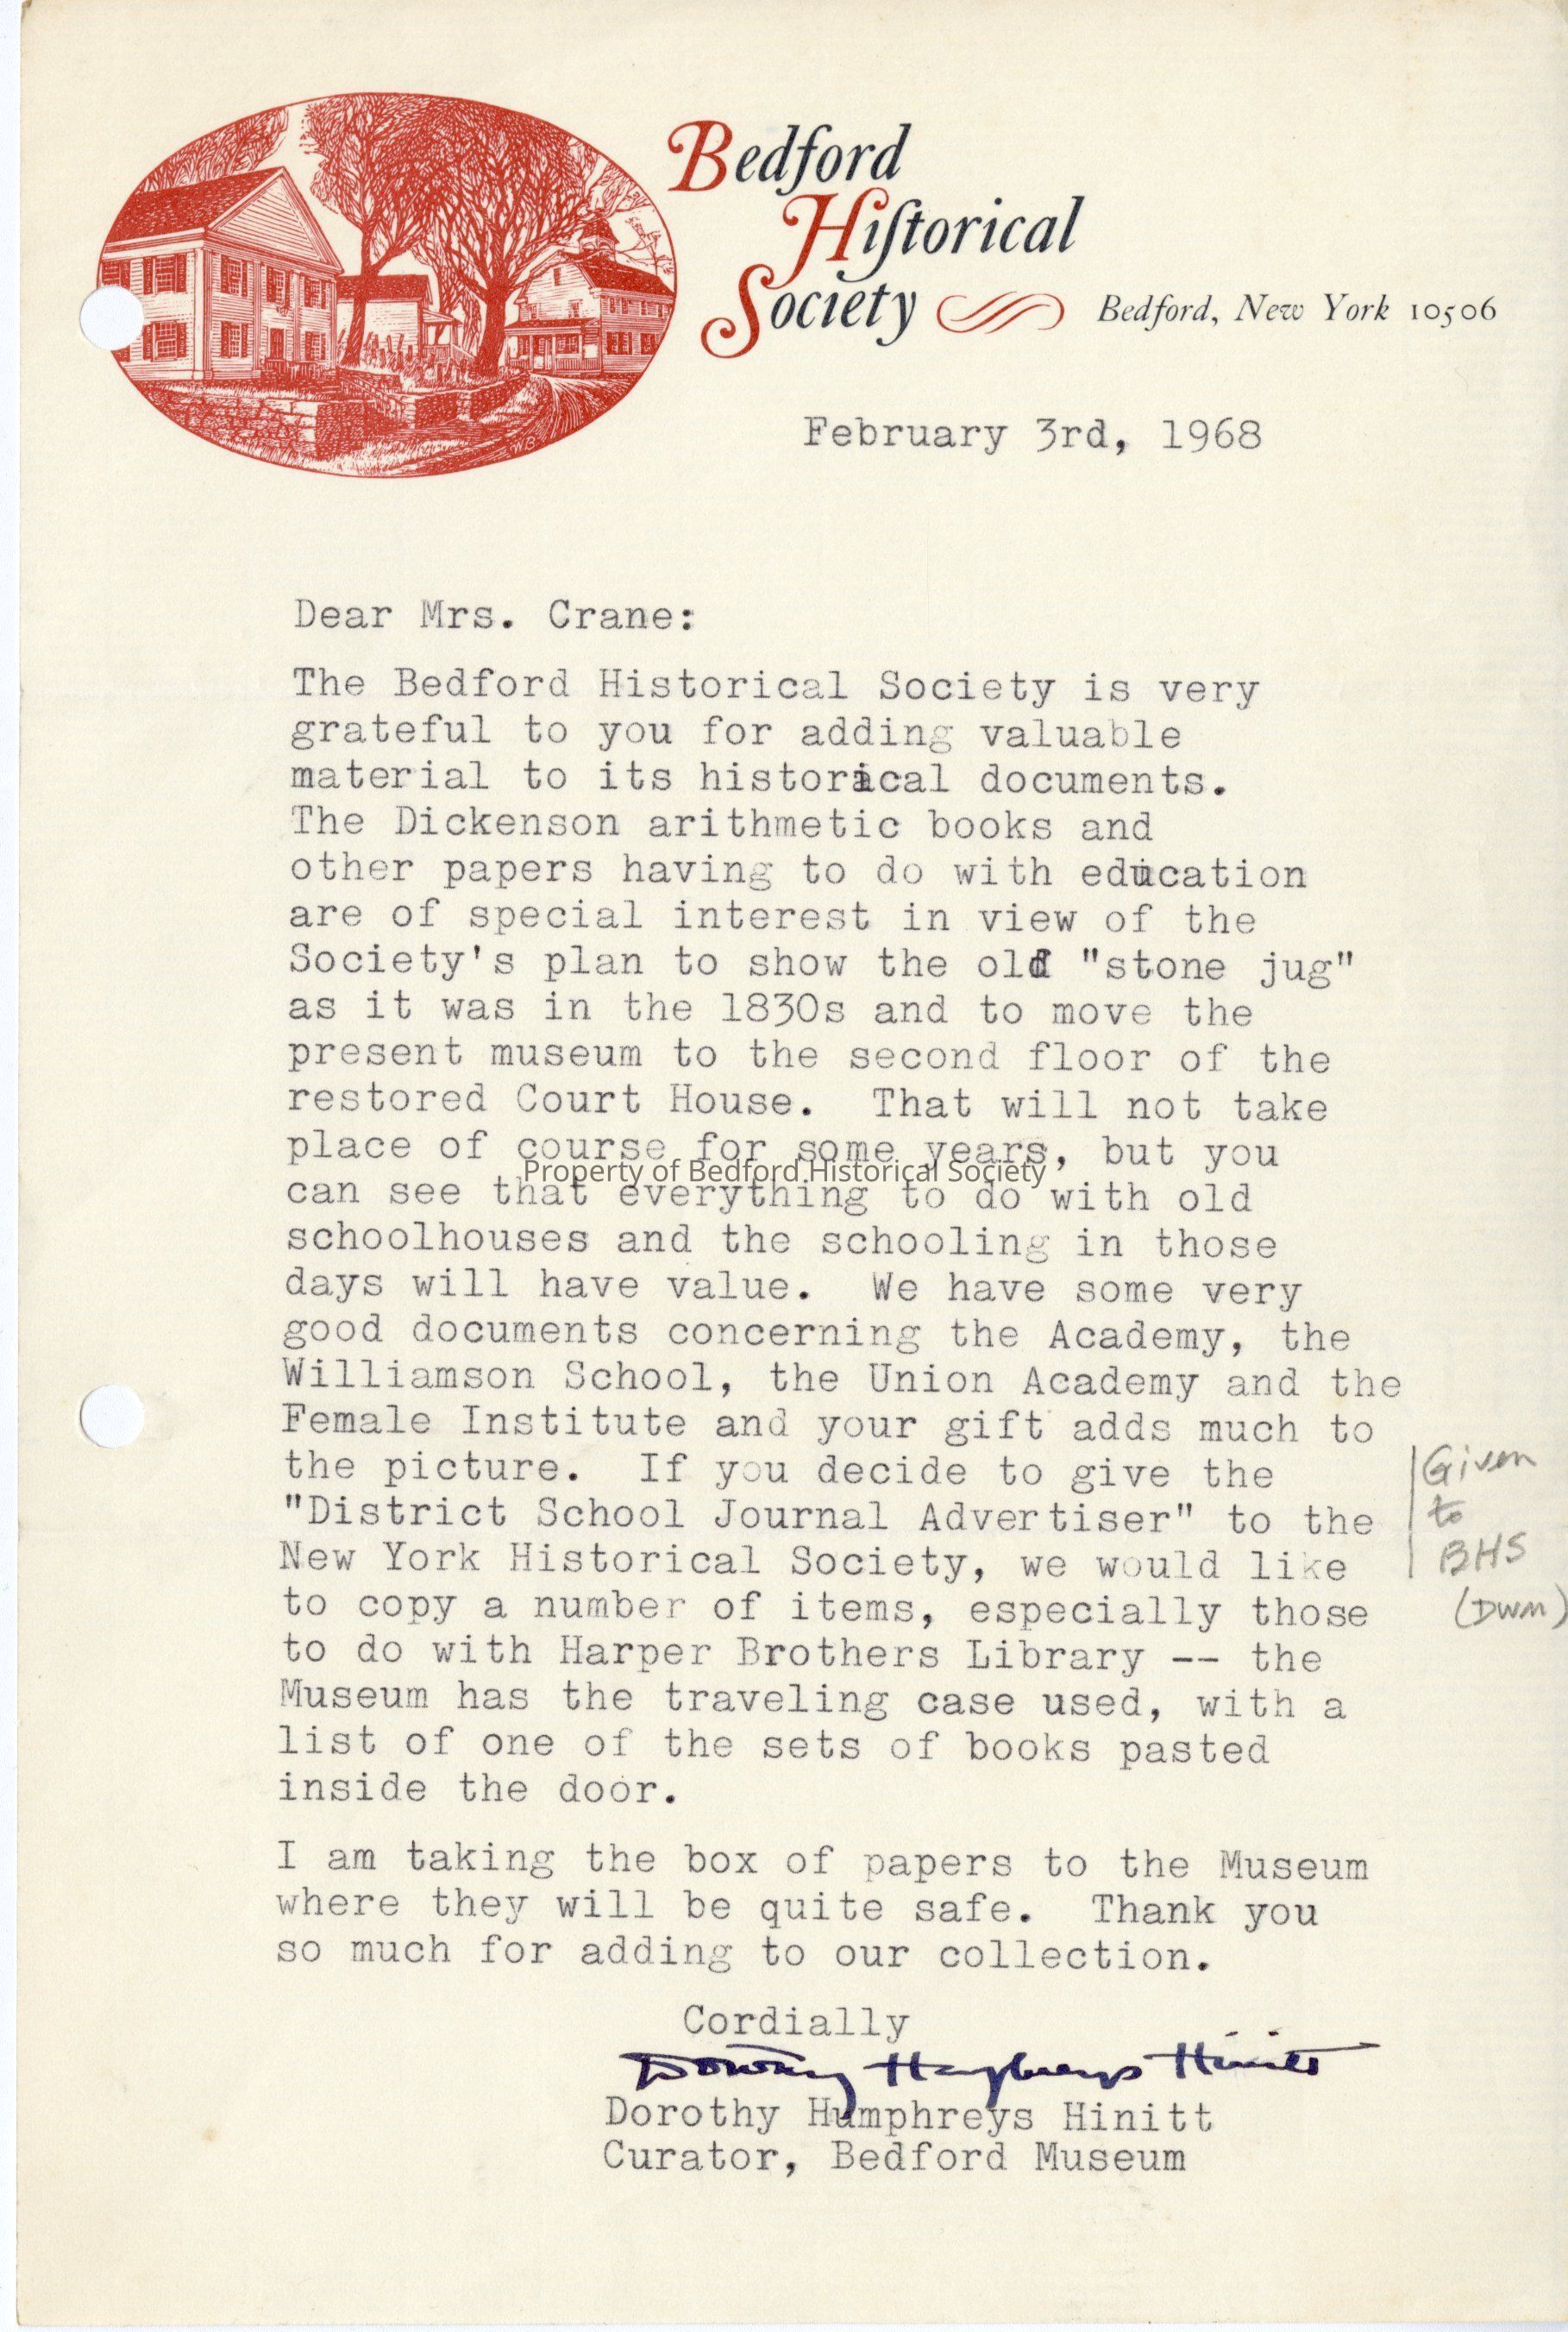 Bedford
Hiſtorical
Society
Bedford, New York 10506
February 3rd, 1968
Dear Mrs. Crane:
The Bedford Historical Society is very
grateful to you for adding valuable
material to its historical documents.
The Dickenson arithmetic books and
other papers having to do with education
are of special interest in view of the
Society's plan to show the old "stone jug"
as it was in the 1830s and to move the
present museum to the second floor of the
restored Court House.  That will not take
place of course for some years, but you
Property of Bedford Historical Society
can see that everything to do with old
schoolhouses and the schooling in those
days will have value.  We have some very
good documents concerning the Academy, the
Williamson School, the Union Academy and the
Female Institute and your gift adds much to
the picture.  If you decide to give the
"District School Journal Advertiser" to the
New York Historical Society, we would like
to copy a number of items, especially those
to do with Harper Brothers Library -- the
Museum has the traveling case used, with a
list of one of the sets of books pasted
inside the door.
Given
to
BHS
(DWM)
I am taking the box of papers to the Museum
where they will be quite safe.  Thank you
so much for adding to our collection.
Cordially
Dorothy Humphreys Hinitt
Dorothy Humphreys Hinitt
Curator, Bedford Museum